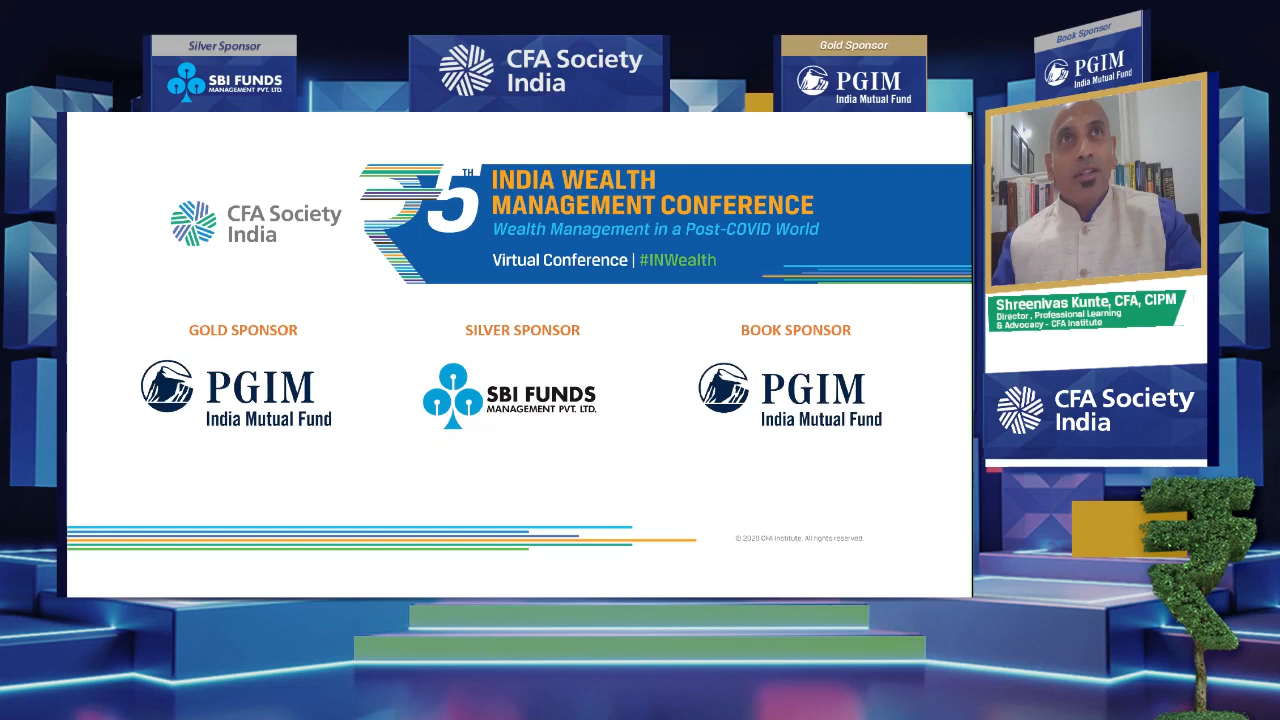 Silver Sponsor
SBI FUNDS
MANAGEMENT PVT. LTD.
CFA Society
India
Gold Sponsor
PGIM
India Mutual Fund
Book Sponsor
PGIM
India Mutual Fund
CFA Society
India
₹5TH
INDIA WEALTH
MANAGEMENT CONFERENCE
Wealth Management in a Post-COVID World
Virtual Conference | #INWealth
GOLD SPONSOR
SILVER SPONSOR
BOOK SPONSOR
PGIM
India Mutual Fund
SBI FUNDS
MANAGEMENT PVT. LTD.
PGIM
India Mutual Fund
© 2020 CFA Institute. All rights reserved.
Shreenivas Kunte, CFA, CIPM
Director , Professional Learning
& Advocacy - CFA Institute
CFA Society
India